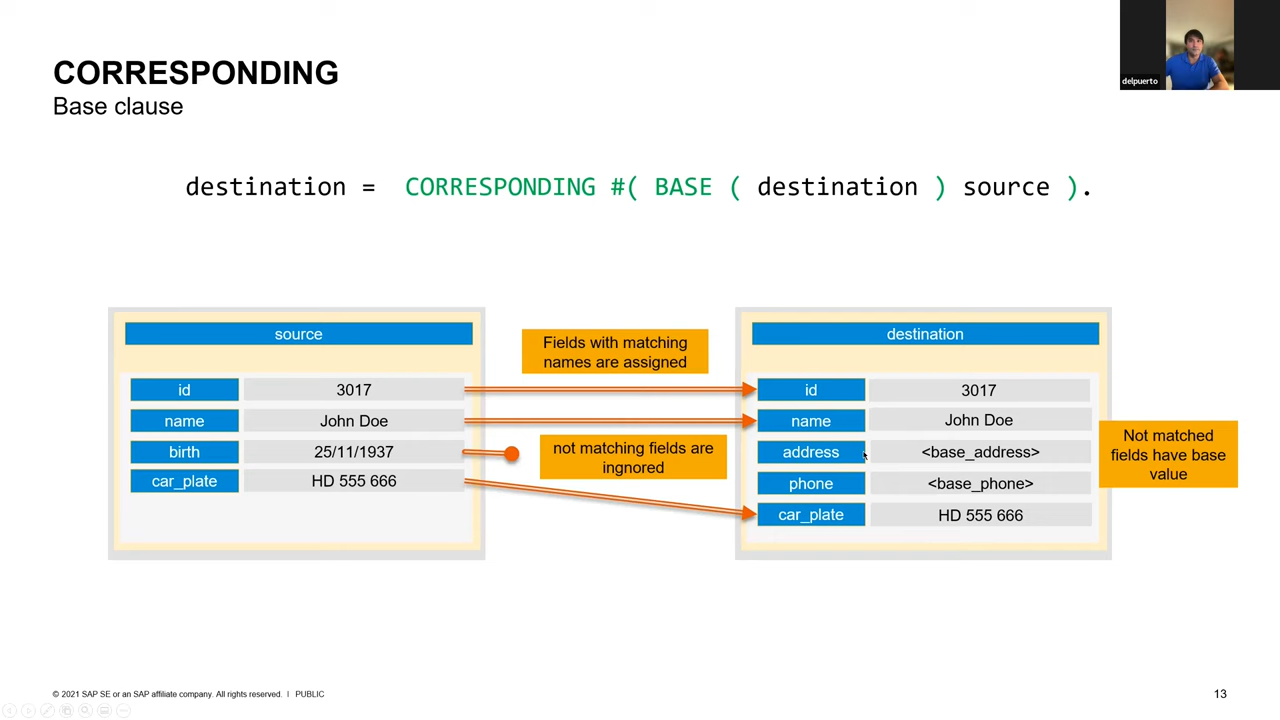 delpuerto
CORRESPONDING
Base clause
destination = CORRESPONDING #( BASE ( destination ) source ).
source
id 3017
name John Doe
birth 25/11/1937
car_plate HD 555 666
Fields with matching
names are assigned
not matching fields are
ingnored
destination
id 3017
name John Doe
address <base_address>
phone <base_phone>
car_plate HD 555 666
Not matched
fields have base
value
© 2021 SAP SE or an SAP affiliate company. All rights reserved. ǀ PUBLIC
13